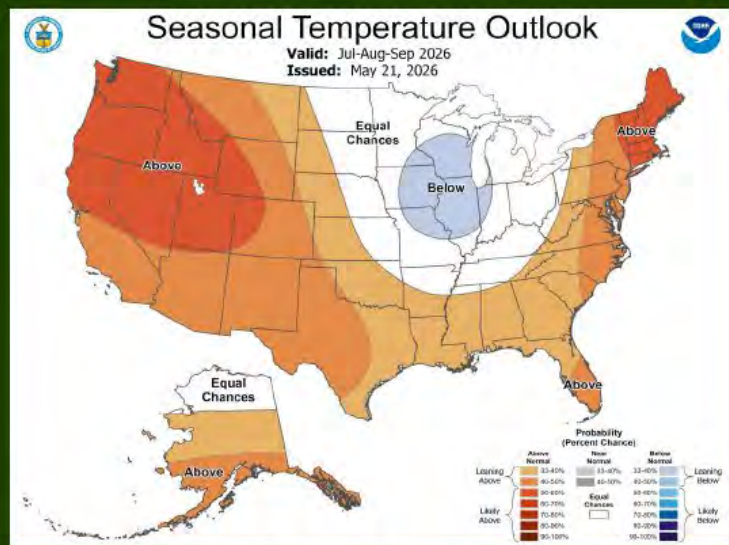 Seasonal Temperature Outlook
Valid: Jul-Aug-Sep 2026
Issued: May 21, 2026
NOAA
Equal
Chances
Above
Above
Below
Above
Equal
Chances
Above
Probability
(Percent Chance)
Above
Normal
Near
Normal
Below
Normal
Leaning
Above
Likely
Above
33-40%
40-50%
50-60%
60-70%
70-80%
80-90%
90-100%
33-40%
40-50%
Equal
Chances
33-40%
40-50%
50-60%
60-70%
70-80%
80-90%
90-100%
Leaning
Below
Likely
Below